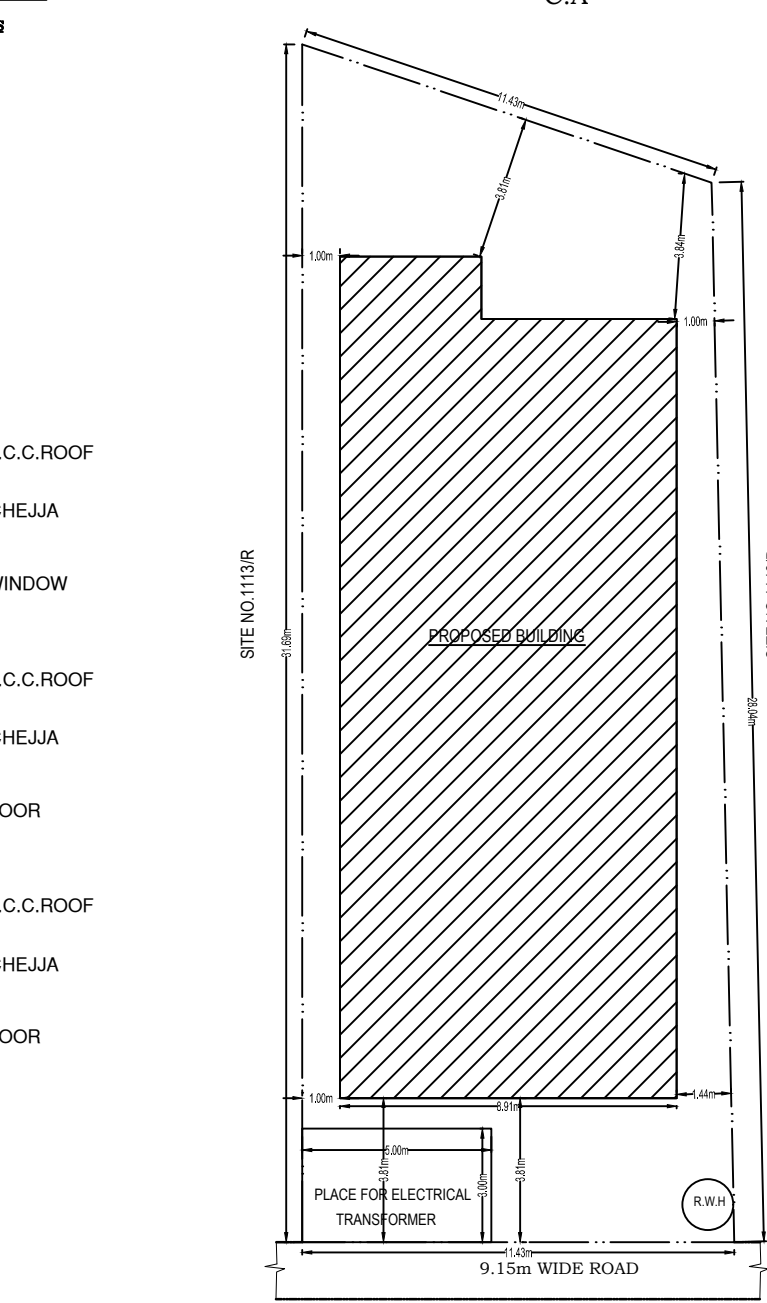 C.A
11.43m
3.81m
3.84m
1.00m
1.00m
.C.C.ROOF
HEJJA
WINDOW
SITE NO.1113/R
31.69m
PROPOSED BUILDING
28.04m
.C.C.ROOF
HEJJA
OOR
.C.C.ROOF
HEJJA
OOR
1.00m
8.91m
1.44m
5.00m
3.81m
3.00m
3.81m
PLACE FOR ELECTRICAL
TRANSFORMER
R.W.H
11.43m
9.15m WIDE ROAD